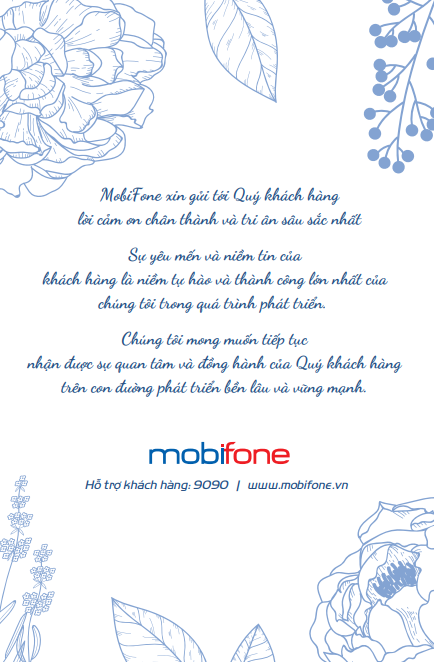 MobiFone xin gửi tới Quý khách hàng
lời cảm ơn chân thành và tri ân sâu sắc nhất
Sự yêu mến và niềm tin của
khách hàng là niềm tự hào và thành công lớn nhất của
chúng tôi trong quá trình phát triển.
Chúng tôi mong muốn tiếp tục
nhận được sự quan tâm và đồng hành của Quý khách hàng
trên con đường phát triển bền lâu và vững mạnh.
mobifone
Hỗ trợ khách hàng: 9090 | www.mobifone.vn